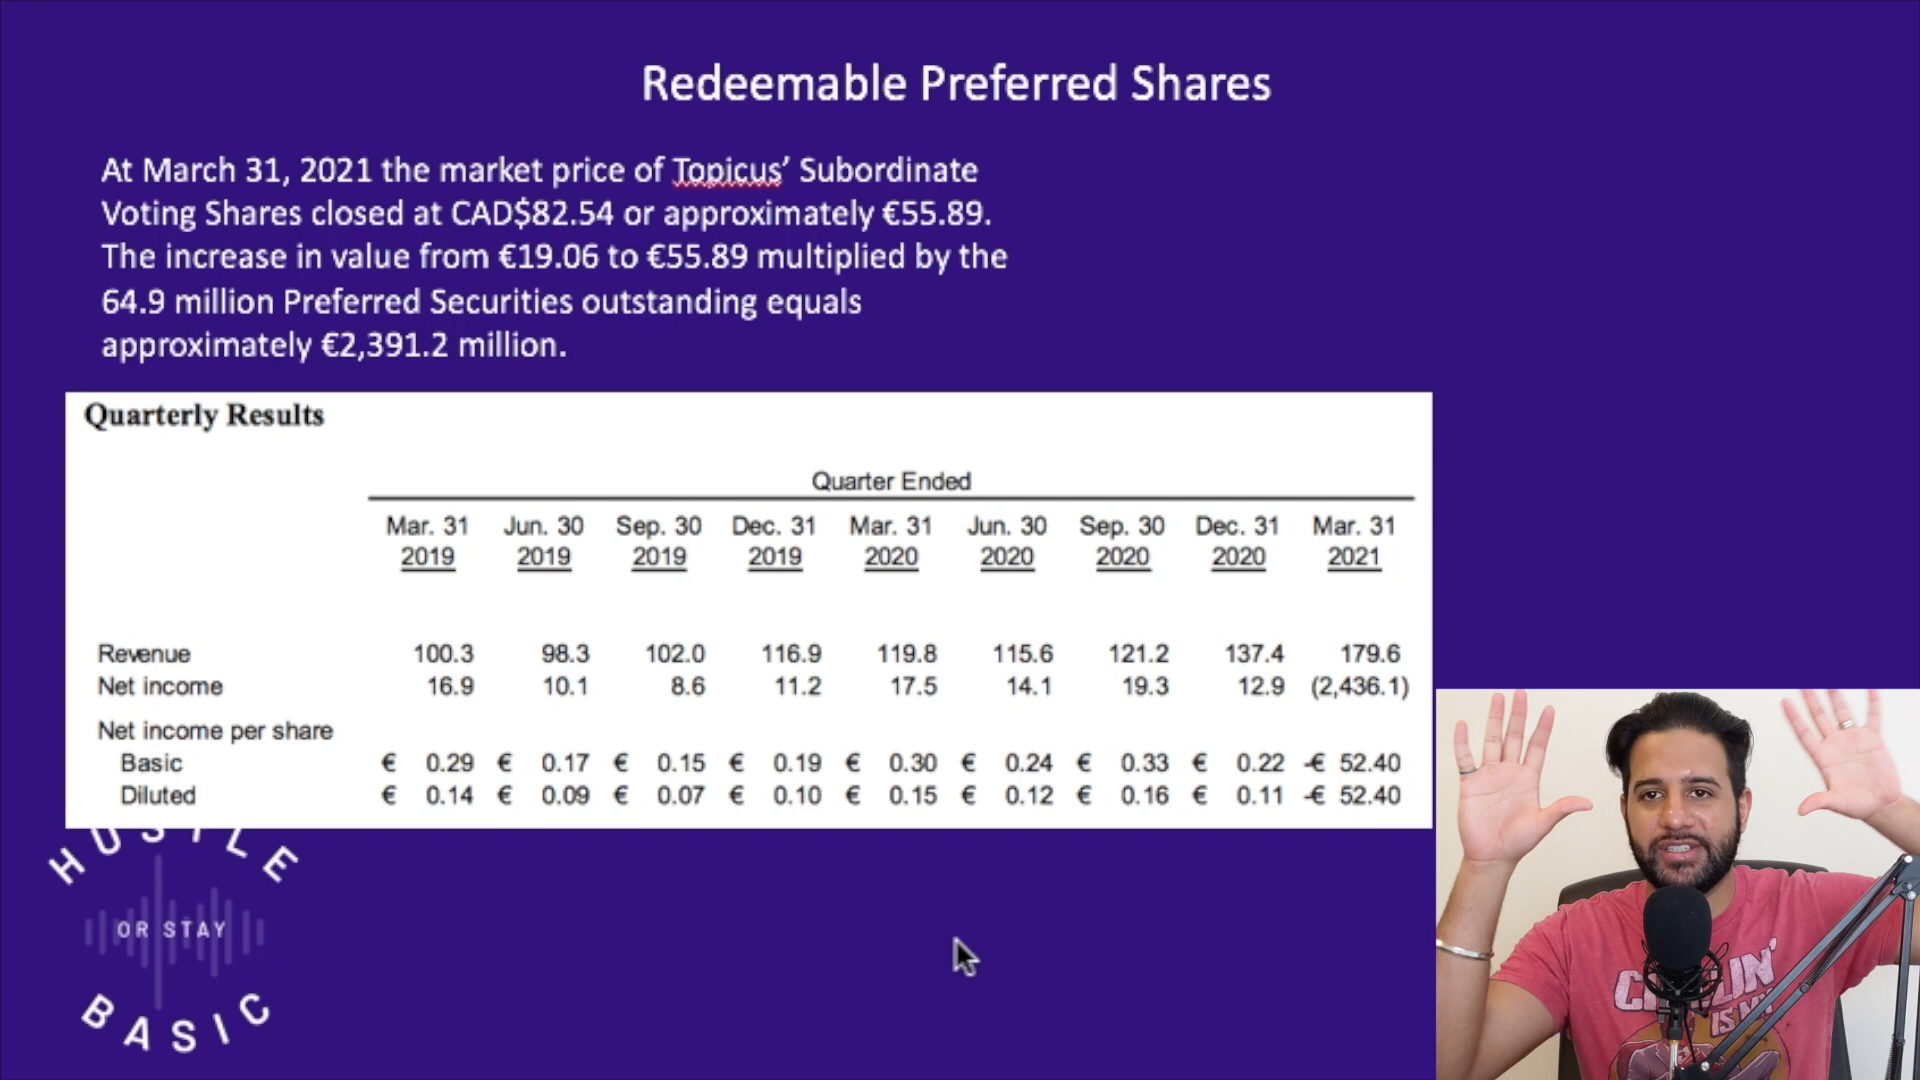 Redeemable Preferred Shares
At March 31, 2021 the market price of Topicus’ Subordinate
Voting Shares closed at CAD$82.54 or approximately €55.89.
The increase in value from €19.06 to €55.89 multiplied by the
64.9 million Preferred Securities outstanding equals
approximately €2,391.2 million.
Quarterly Results
Quarter Ended
Mar. 31 Jun. 30 Sep. 30 Dec. 31 Mar. 31 Jun. 30 Sep. 30 Dec. 31 Mar. 31
2019 2019 2019 2019 2020 2020 2020 2020 2021
Revenue 100.3 98.3 102.0 116.9 119.8 115.6 121.2 137.4 179.6
Net income 16.9 10.1 8.6 11.2 17.5 14.1 19.3 12.9 (2,436.1)
Net income per share
Basic € 0.29 € 0.17 € 0.15 € 0.19 € 0.30 € 0.24 € 0.33 € 0.22 -€ 52.40
Diluted € 0.14 € 0.09 € 0.07 € 0.10 € 0.15 € 0.12 € 0.16 € 0.11 -€ 52.40
HUSTLE
OR STAY
BASIC
IS MY